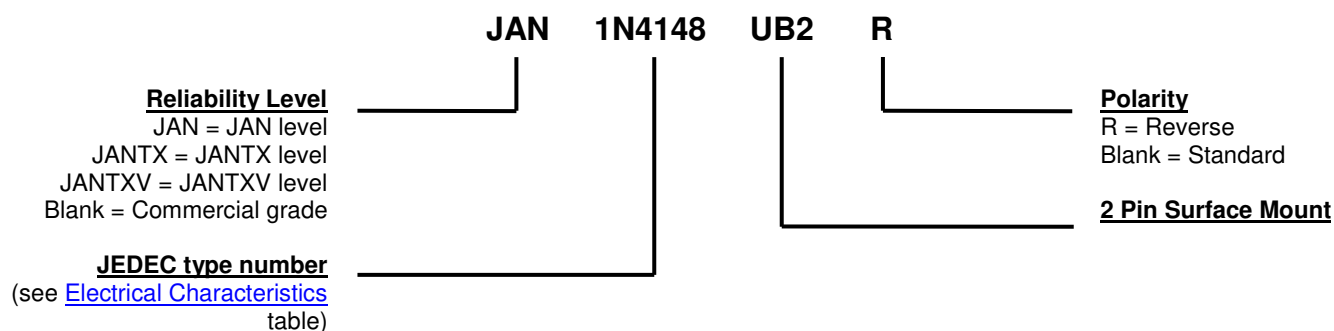 JAN 1N4148 UB2 R
Reliability Level
JAN = JAN level
JANTX = JANTX level
JANTXV = JANTXV level
Blank = Commercial grade
JEDEC type number
(see Electrical Characteristics
table)
Polarity
R = Reverse
Blank = Standard
2 Pin Surface Mount